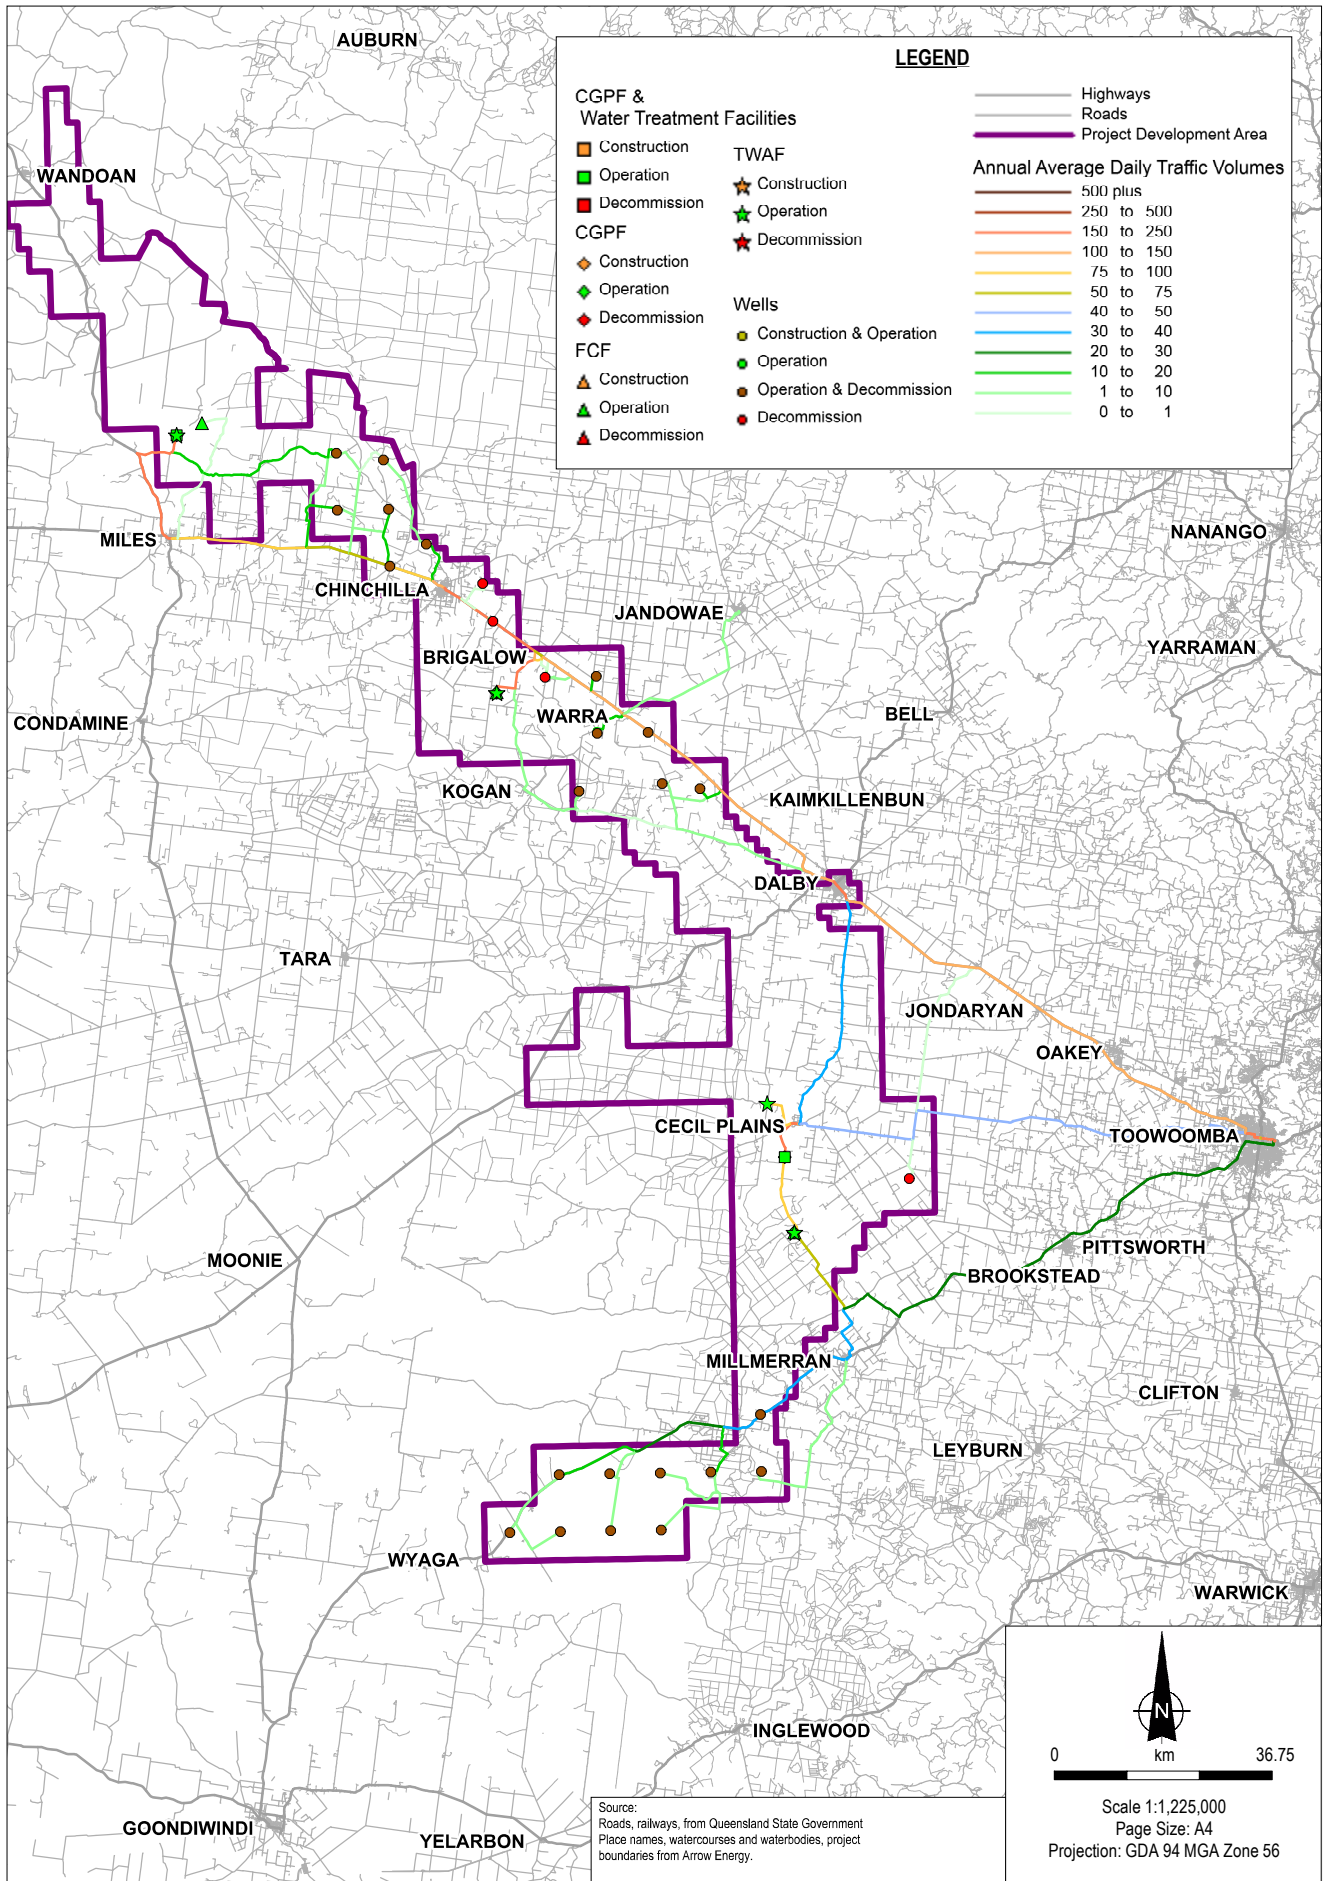 LEGEND
CGPF &
Water Treatment Facilities
Construction
Operation
Decommission
CGPF
Construction
Operation
Decommission
FCF
Construction
Operation
Decommission
TWAF
Construction
Operation
Decommission
Wells
Construction & Operation
Operation
Operation & Decommission
Decommission
Highways
Roads
Project Development Area
Annual Average Daily Traffic Volumes
500 plus
250 to 500
150 to 250
100 to 150
75 to 100
50 to 75
40 to 50
30 to 40
20 to 30
10 to 20
1 to 10
0 to 1
AUBURN
WANDOAN
MILES
NANANGO
CHINCHILLA
JANDOWAE
YARRAMAN
BRIGALOW
CONDAMINE
WARRA
BELL
KOGAN
KAIMKILLENBUN
DALBY
TARA
JONDARYAN
OAKEY
CECIL PLAINS
TOOWOOMBA
MOONIE
PITTSWORTH
BROOKSTEAD
MILLMERRAN
CLIFTON
LEYBURN
WYAGA
WARWICK
INGLEWOOD
GOONDIWINDI
YELARBON
N
0 km 36.75
Scale 1:1,225,000
Page Size: A4
Projection: GDA 94 MGA Zone 56
Source:
Roads, railways, from Queensland State Government
Place names, watercourses and waterbodies, project
boundaries from Arrow Energy.